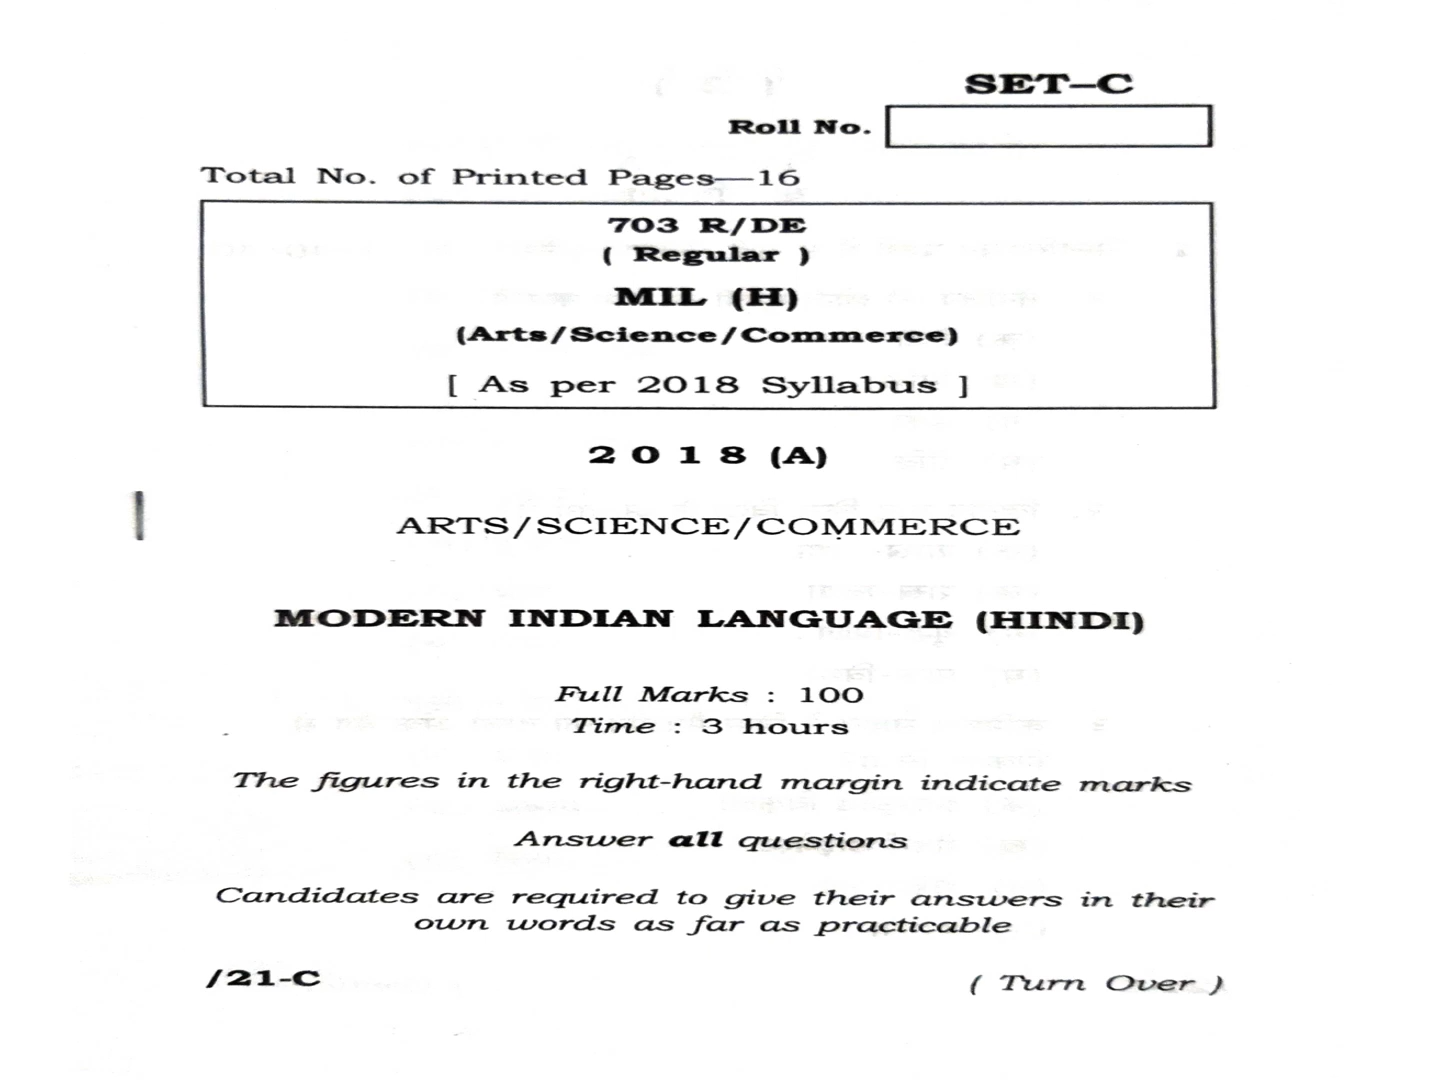 SET–C
Roll No.
Total No. of Printed Pages—16
703 R/DE
( Regular )
MIL (H)
(Arts/Science/Commerce)
[ As per 2018 Syllabus ]
2 0 1 8 (A)
ARTS/SCIENCE/COMMERCE
MODERN INDIAN LANGUAGE (HINDI)
Full Marks : 100
Time : 3 hours
The figures in the right-hand margin indicate marks
Answer all questions
Candidates are required to give their answers in their
own words as far as practicable
/21-C
( Turn Over )